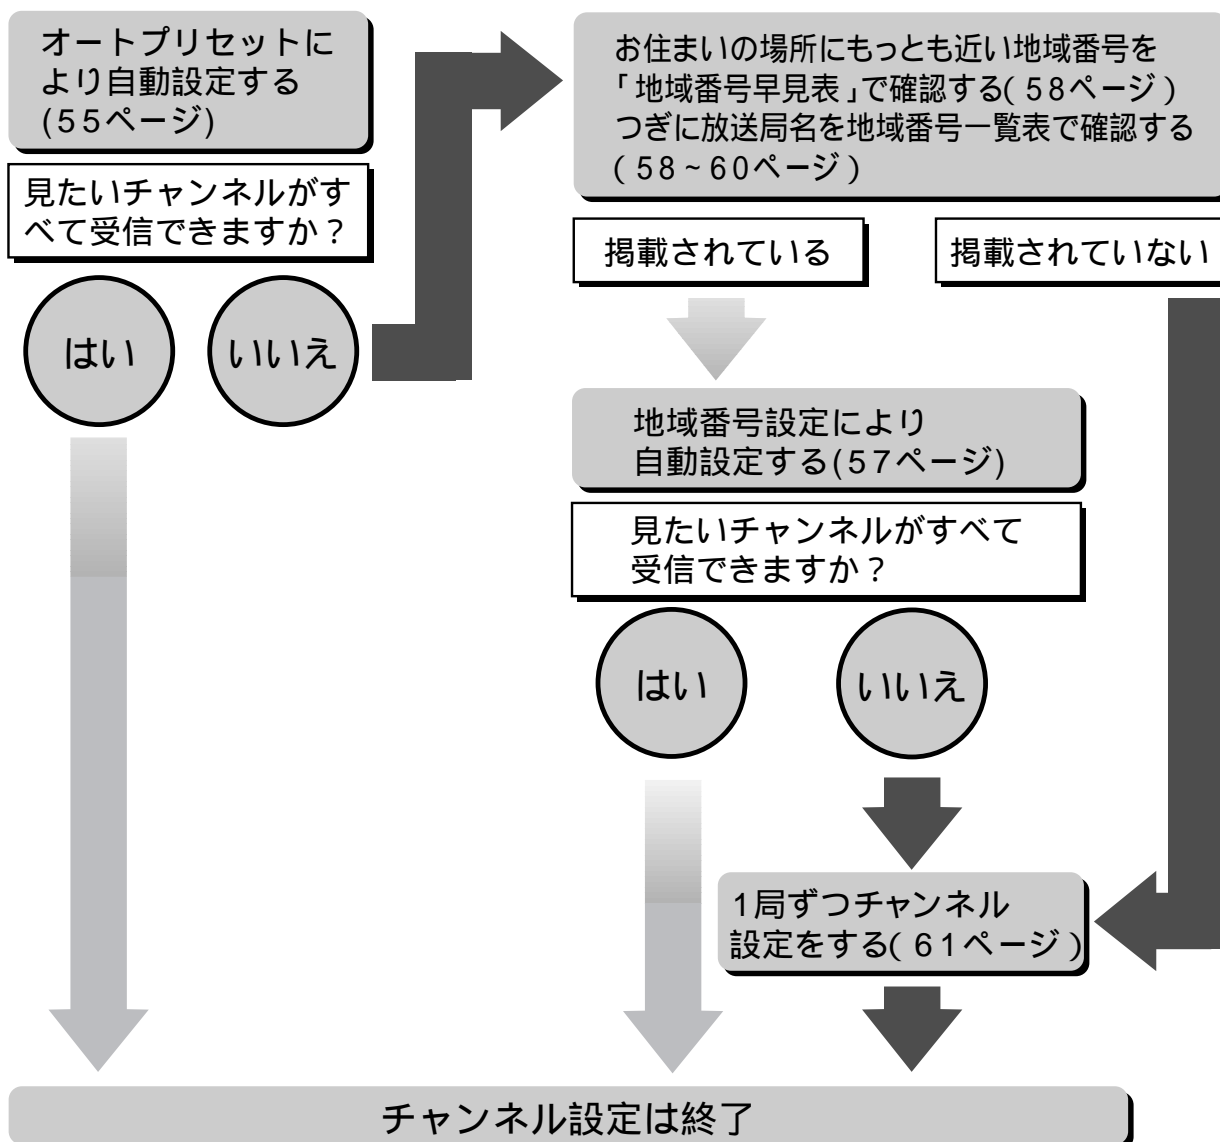 オートプリセットに
より自動設定する
(55ページ)
見たいチャンネルがす
べて受信できますか？
はい
いいえ
お住まいの場所にもっとも近い地域番号を
「地域番号早見表」で確認する(58ページ)
つぎに放送局名を地域番号一覧表で確認する
(58~60ページ)
掲載されている
掲載されていない
地域番号設定により
自動設定する(57ページ)
見たいチャンネルがすべて
受信できますか？
はい
いいえ
1局ずつチャンネル
設定をする(61ページ)
チャンネル設定は終了